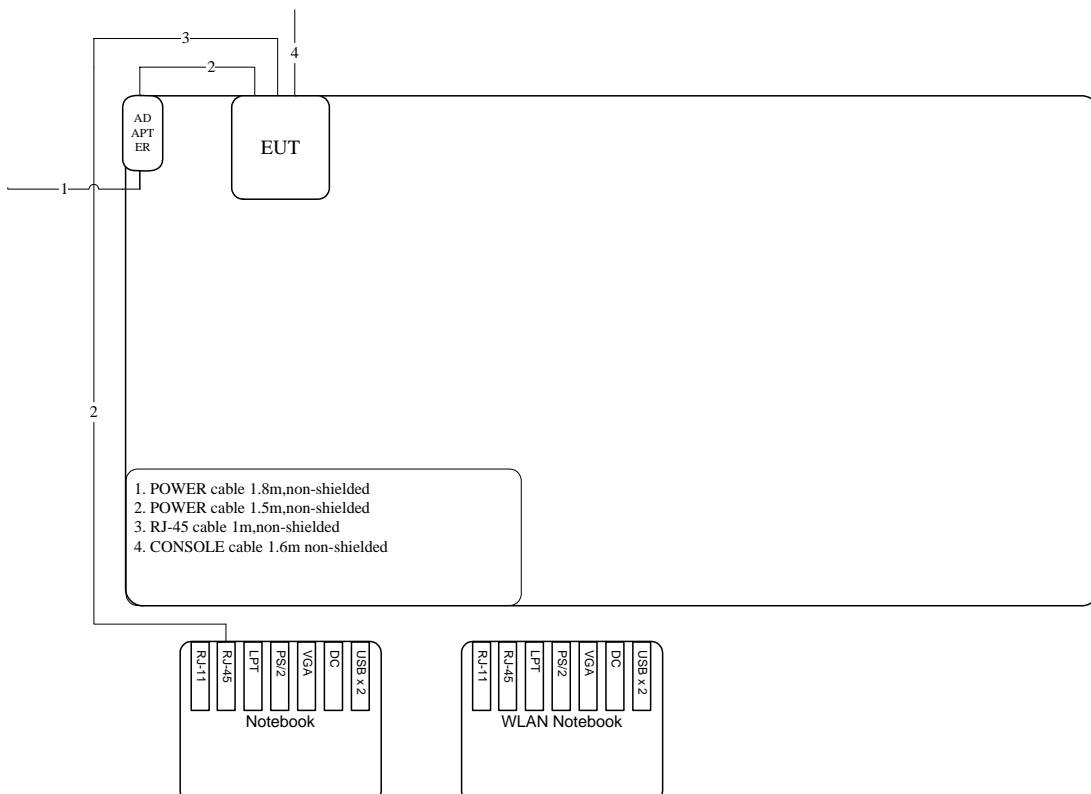 3
4
2
AD
APT
ER
EUT
1
2
1. POWER cable 1.8m,non-shielded
2. POWER cable 1.5m,non-shielded
3. RJ-45 cable 1m,non-shielded
4. CONSOLE cable 1.6m non-shielded
RJ-11
RJ-45
LPT
PS/2
VGA
DC
USB x 2
Notebook
RJ-11
RJ-45
LPT
PS/2
VGA
DC
USB x 2
WLAN Notebook